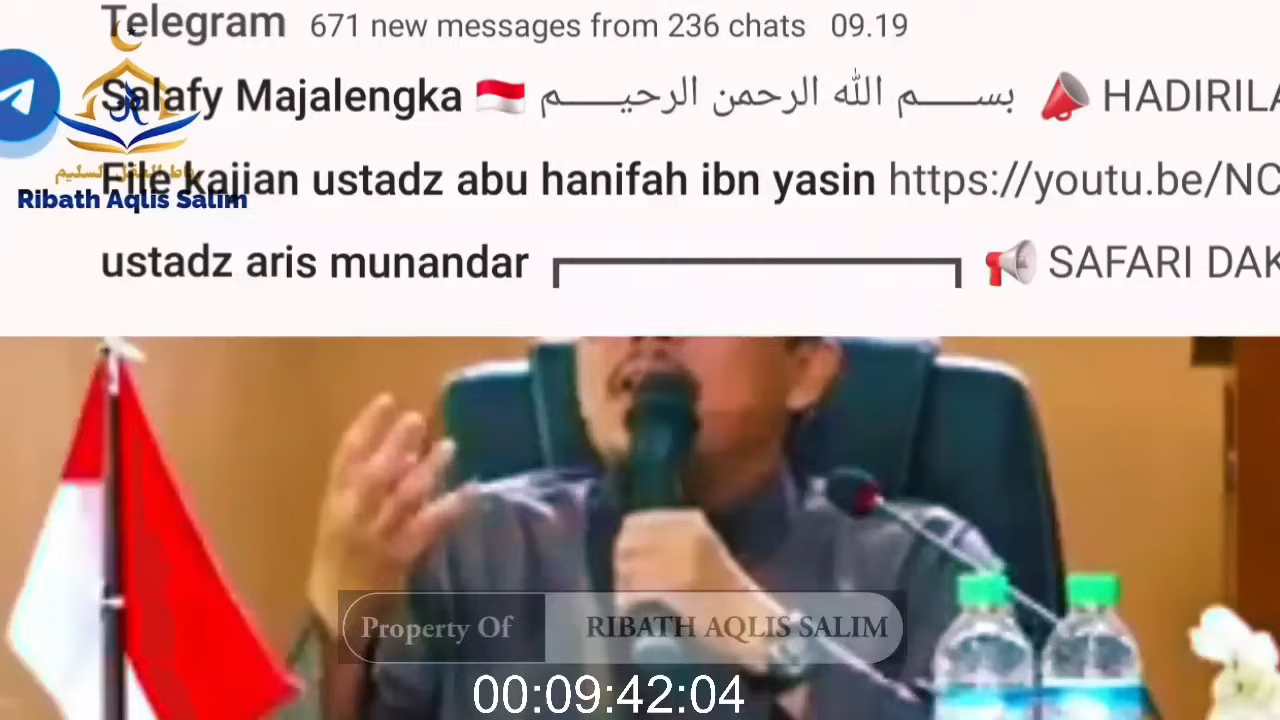 Telegram 671 new messages from 236 chats 09.19
Salafy Majalengka 🇮🇩 بســـــم الله الرحمن الرحيـــــم 📣 HADIRILA
File kajian ustadz abu hanifah ibn yasin https://youtu.be/NC
Ribath Aqlis Salim
ustadz aris munandar 📢 SAFARI DAK
Property Of RIBATH AQLIS SALIM
00:09:42:04